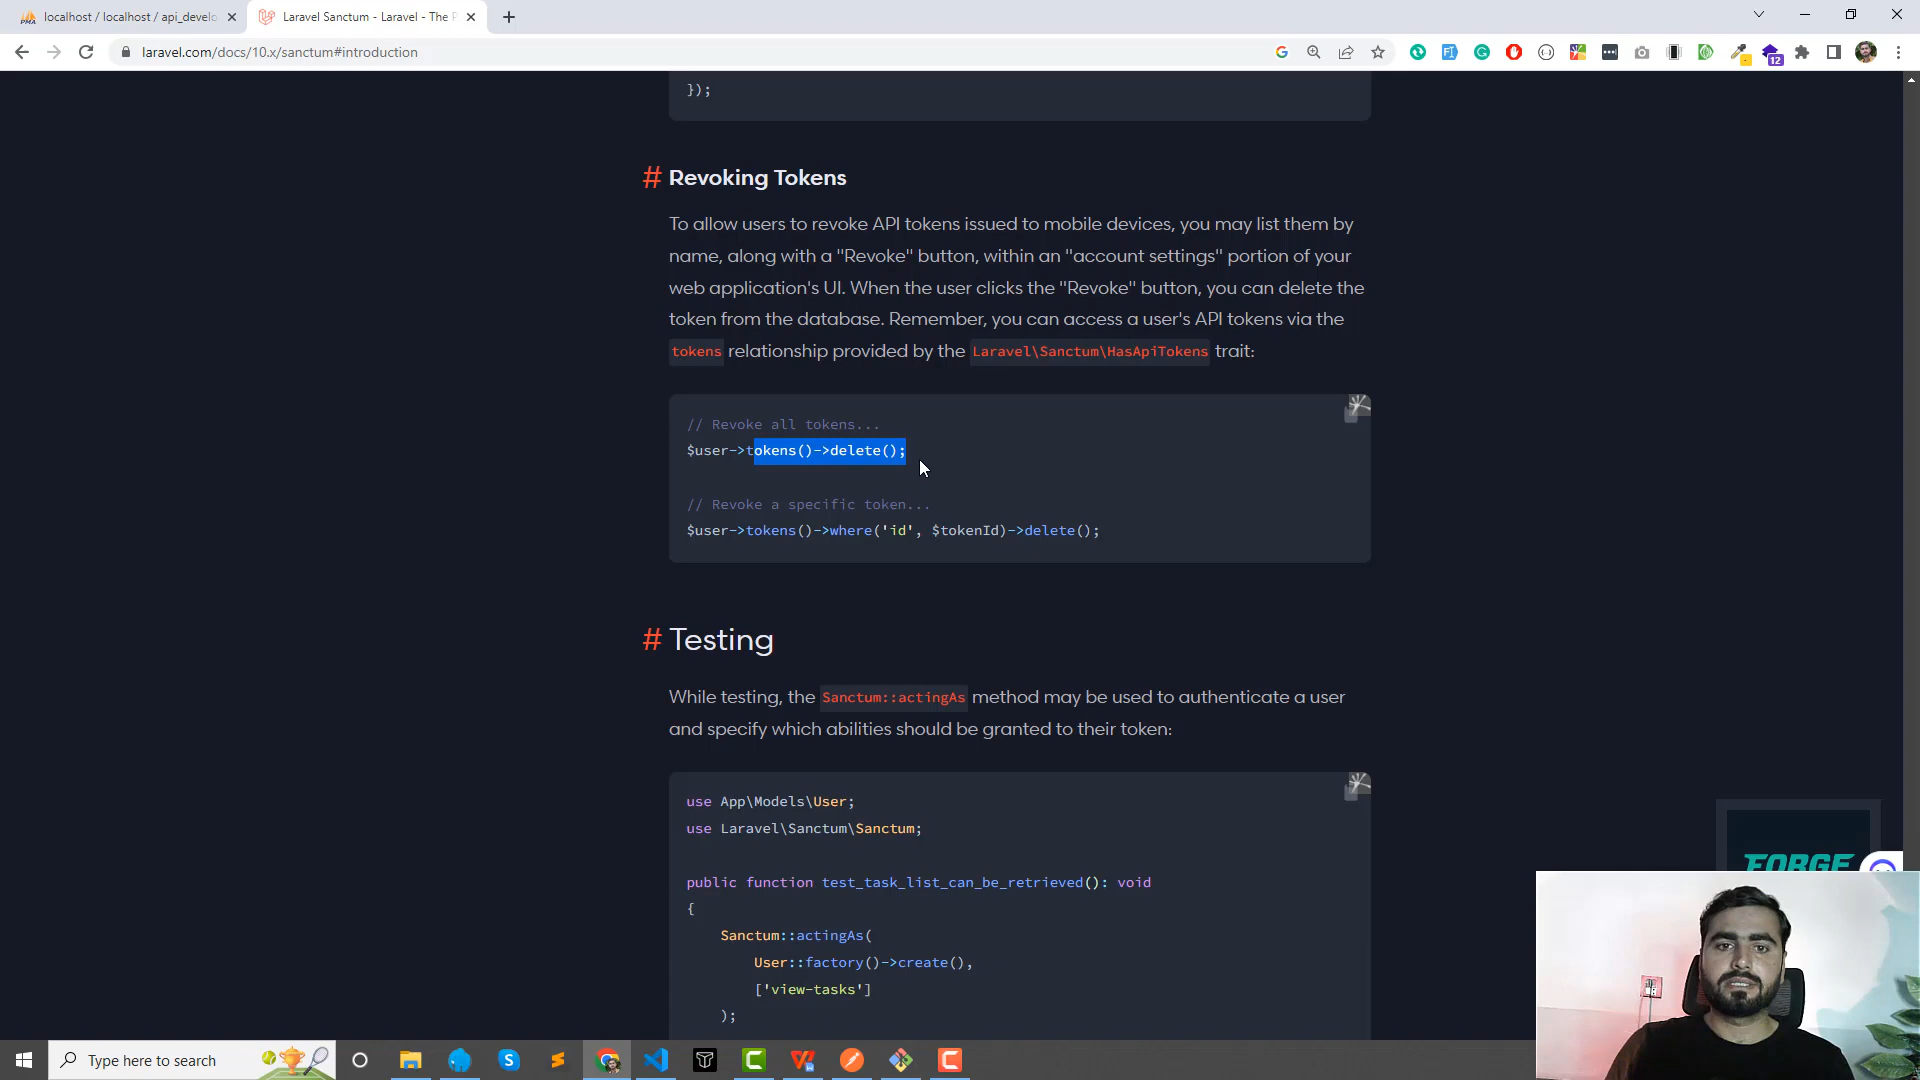 localhost / localhost / api_develo
Laravel Sanctum - Laravel - The P
laravel.com/docs/10.x/sanctum#introduction
12
});
# Revoking Tokens
To allow users to revoke API tokens issued to mobile devices, you may list them by
name, along with a "Revoke" button, within an "account settings" portion of your
web application's UI. When the user clicks the "Revoke" button, you can delete the
token from the database. Remember, you can access a user's API tokens via the
tokens relationship provided by the Laravel\Sanctum\HasApiTokens trait:
// Revoke all tokens...
$user->tokens()->delete();
// Revoke a specific token...
$user->tokens()->where('id', $tokenId)->delete();
# Testing
While testing, the Sanctum::actingAs method may be used to authenticate a user
and specify which abilities should be granted to their token:
use App\Models\User;
use Laravel\Sanctum\Sanctum;
public function test_task_list_can_be_retrieved(): void
{
Sanctum::actingAs(
User::factory()->create(),
['view-tasks']
);
FORGE
Type here to search